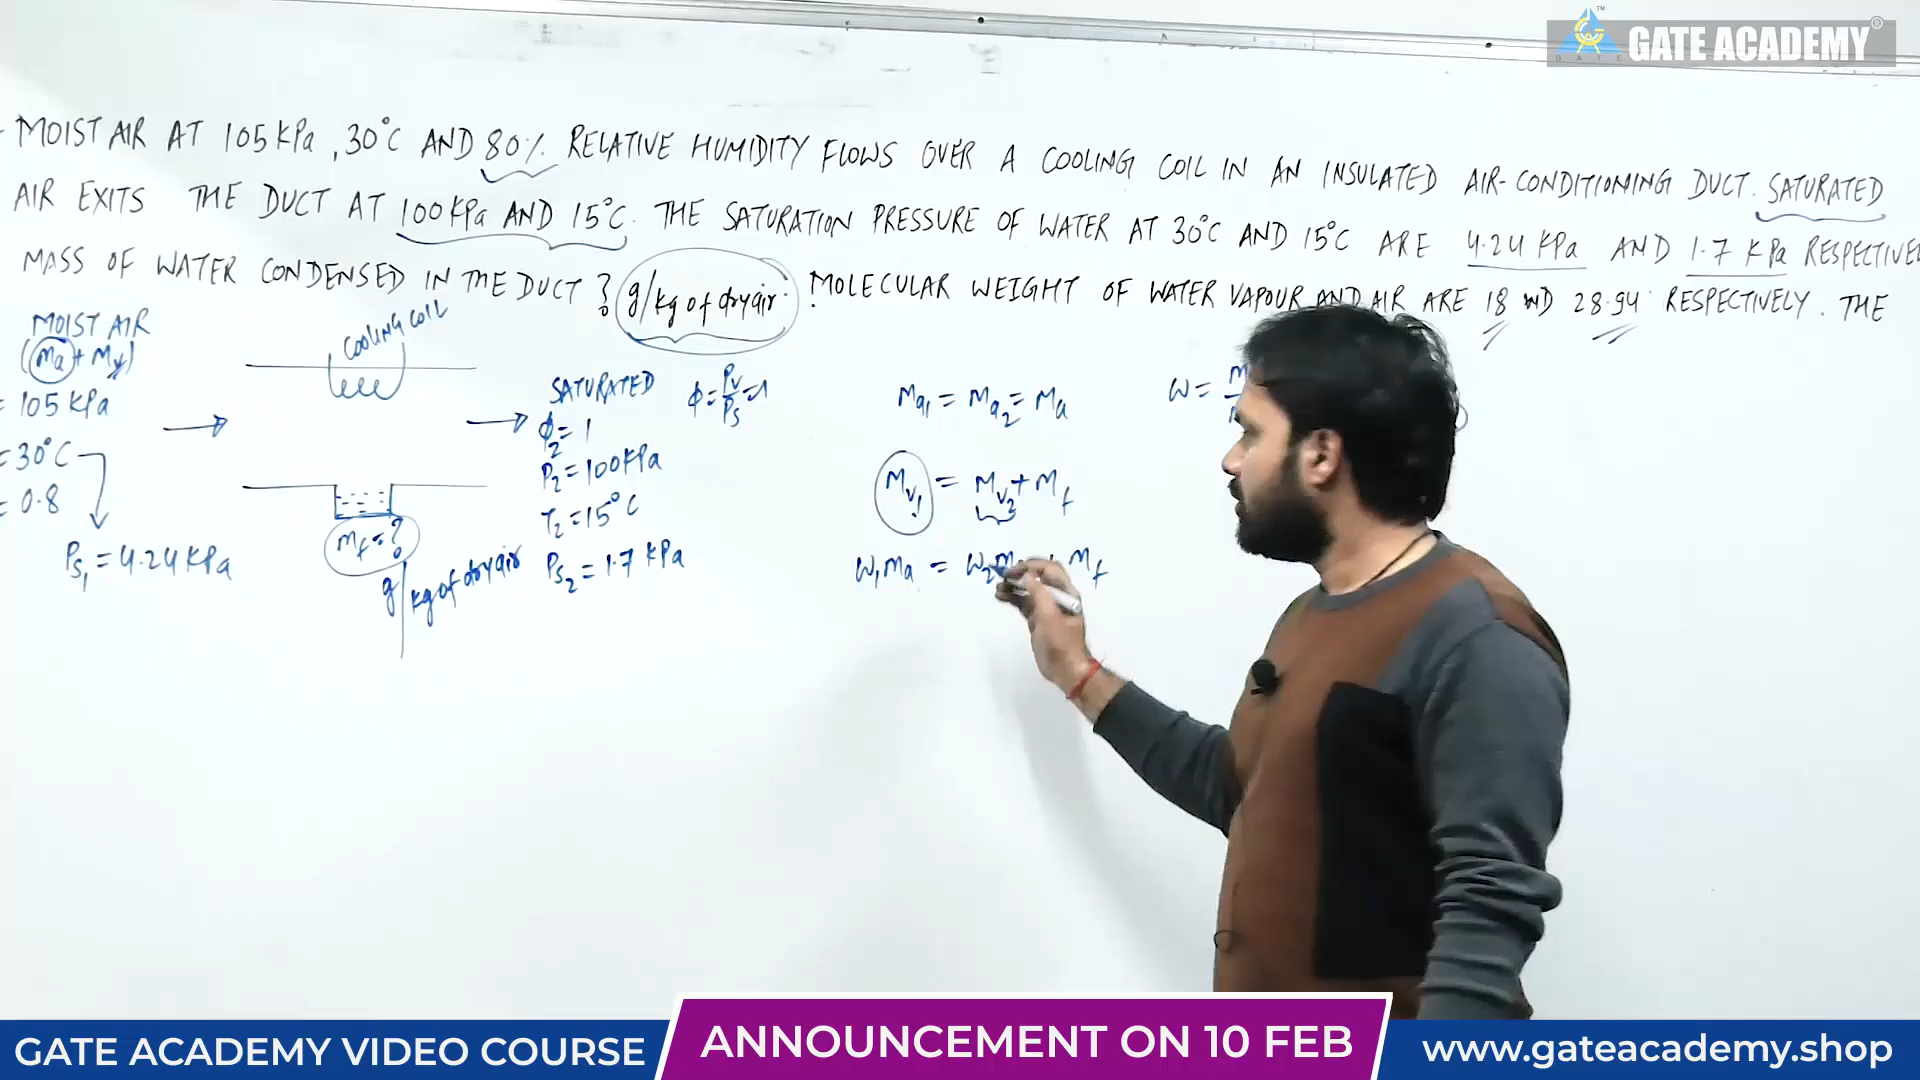 GATE ACADEMY
MOIST AIR AT 105 KPa, 30°C AND 80% RELATIVE HUMIDITY FLOWS OVER A COOLING COIL IN AN INSULATED AIR-CONDITIONING DUCT. SATURATED
AIR EXITS THE DUCT AT 100 KPa AND 15°C. THE SATURATION PRESSURE OF WATER AT 30°C AND 15°C ARE 4.24 KPa AND 1.7 KPa RESPECTIVEL
MASS OF WATER CONDENSED IN THE DUCT ? g/kg of dry air. MOLECULAR WEIGHT OF WATER VAPOUR AND AIR ARE 18 AND 28.94 RESPECTIVELY. THE
MOIST AIR
(ma + mv)
= 105 kPa
= 30°C
= 0.8
Ps1 = 4.24 kPa
cooling coil
mf = ?
g/kg of dry air
SATURATED
ϕ2 = 1
P2 = 100 kPa
T2 = 15°C
Ps2 = 1.7 kPa
ϕ = Pv/Ps = 1
ma1 = ma2 = ma
mv1 = mv2 + mf
ω1ma = ω2m + mf
ω =
GATE ACADEMY VIDEO COURSE
ANNOUNCEMENT ON 10 FEB
www.gateacademy.shop